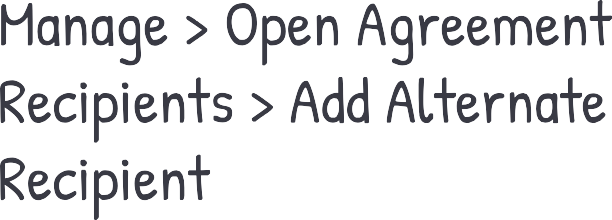 Manage > Open Agreement
Recipients > Add Alternate
Recipient